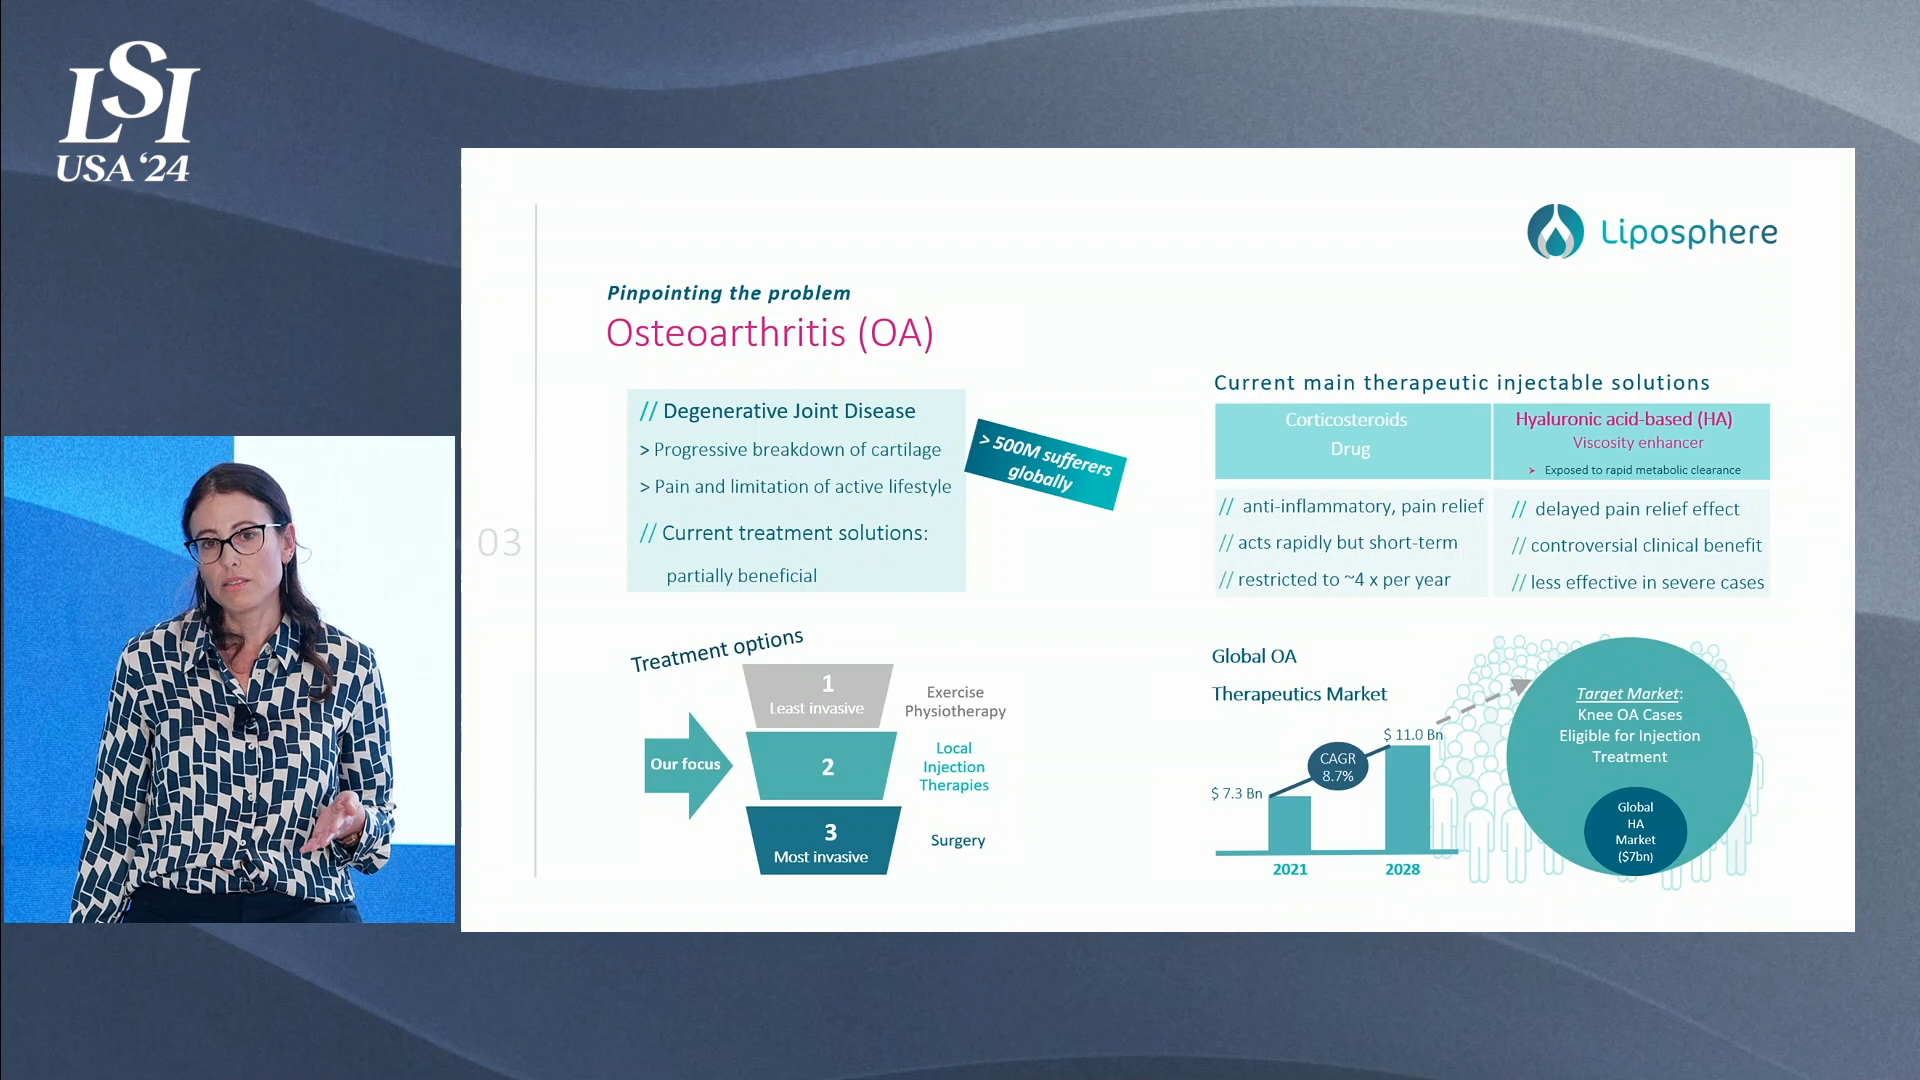 LSI
USA '24
Liposphere
03
Pinpointing the problem
Osteoarthritis (OA)
// Degenerative Joint Disease
> Progressive breakdown of cartilage
> Pain and limitation of active lifestyle
// Current treatment solutions:
partially beneficial
> 500M sufferers
globally
Treatment options
Our focus
1
Least invasive
Exercise
Physiotherapy
2
Local
Injection
Therapies
3
Most invasive
Surgery
Current main therapeutic injectable solutions
Corticosteroids
Drug
// anti-inflammatory, pain relief
// acts rapidly but short-term
// restricted to ~4 x per year
Hyaluronic acid-based (HA)
Viscosity enhancer
➤ Exposed to rapid metabolic clearance
// delayed pain relief effect
// controversial clinical benefit
// less effective in severe cases
Global OA
Therapeutics Market
$ 7.3 Bn
CAGR
8.7%
$ 11.0 Bn
2021
2028
Target Market:
Knee OA Cases
Eligible for Injection
Treatment
Global
HA
Market
($7bn)